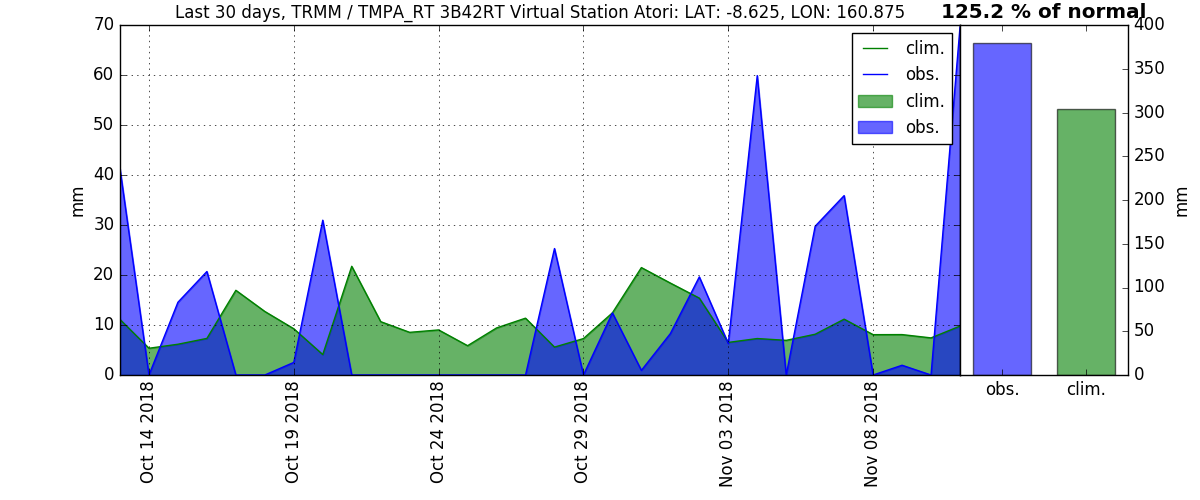 Last 30 days, TRMM / TMPA_RT 3B42RT Virtual Station Atori: LAT: -8.625, LON: 160.875
125.2 % of normal
70
60
50
40
30
20
10
0
mm
clim.
obs.
clim.
obs.
Oct 14 2018
Oct 19 2018
Oct 24 2018
Oct 29 2018
Nov 03 2018
Nov 08 2018
400
350
300
250
200
150
100
50
0
mm
obs.
clim.